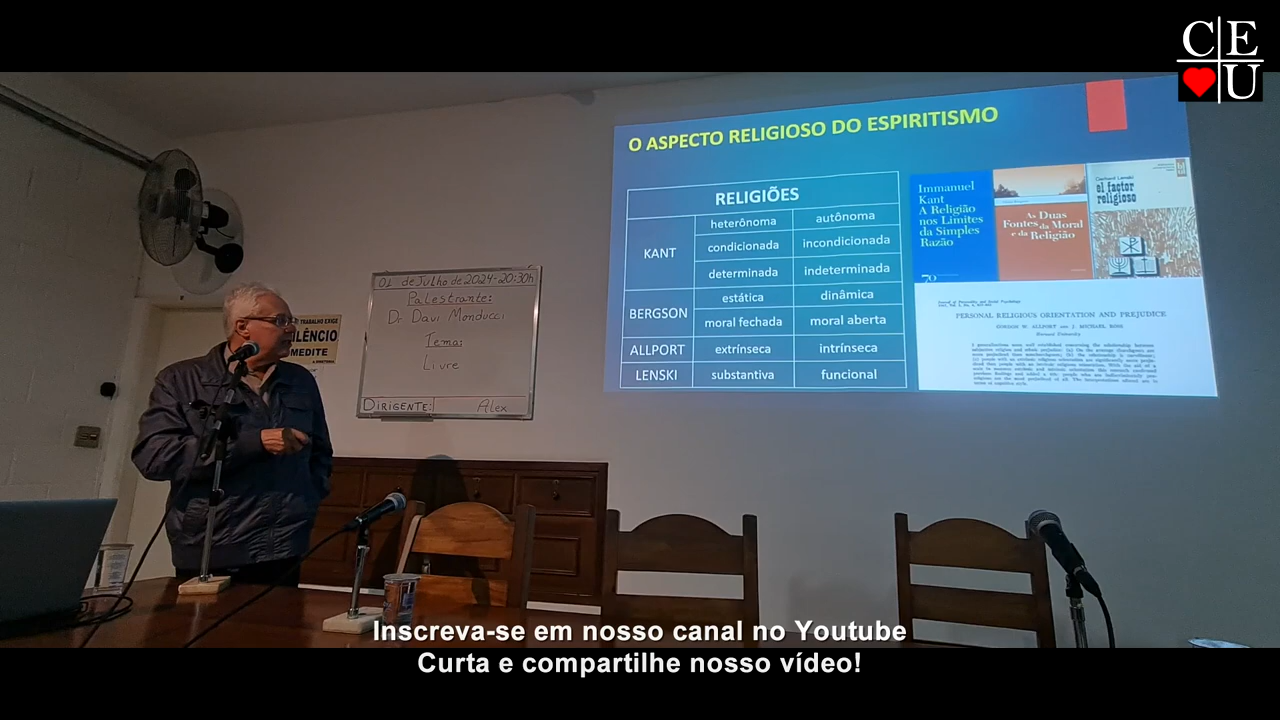 C E
U
O ASPECTO RELIGIOSO DO ESPIRITISMO
RELIGIÕES
KANT
heterônoma
autônoma
condicionada
incondicionada
determinada
indeterminada
BERGSON
estática
dinâmica
moral fechada
moral aberta
ALLPORT
extrínseca
intrínseca
LENSKI
substantiva
funcional
Immanuel
Kant
A Religião
nos Limites
da Simples
Razão
70
As Duas
Fontes da Moral
e da Religião
Gerhard Lenski
el factor
religioso
PERSONAL RELIGIOUS ORIENTATION AND PREJUDICE
01 de Julho de 2024-20:30h
Palestrante:
Dr Davi Monducci
Tema:
Livre
DIRIGENTE: Alex
TRABALHO EXIGE
SILÊNCIO
MEDITE
Inscreva-se em nosso canal no Youtube
Curta e compartilhe nosso vídeo!